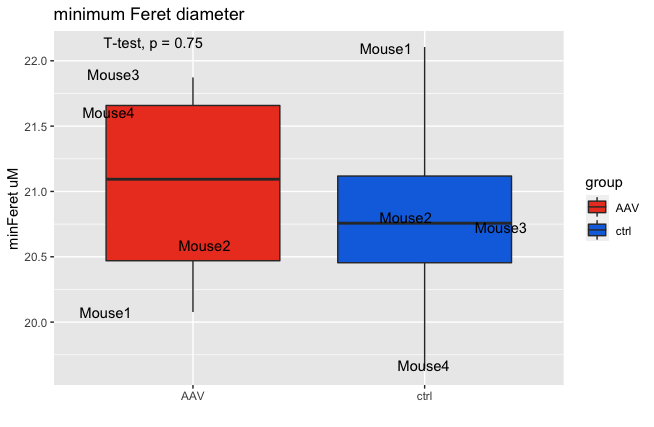 minimum Feret diameter
T-test, p = 0.75
Mouse1
Mouse3
Mouse4
Mouse2
Mouse2
Mouse3
Mouse1
Mouse4
22.0
21.5
21.0
20.5
20.0
minFeret uM
AAV
ctrl
group
AAV
ctrl